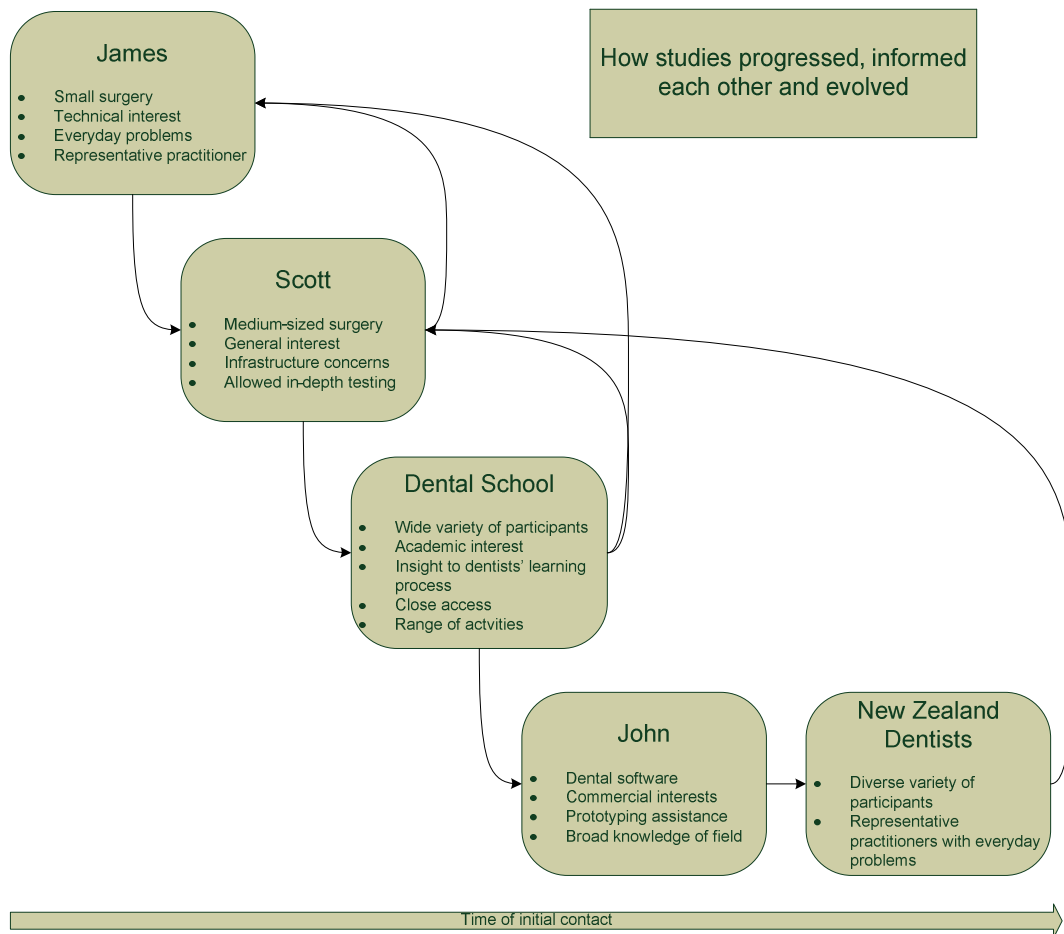 James
• Small surgery
• Technical interest
• Everyday problems
• Representative practitioner
How studies progressed, informed
each other and evolved
Scott
• Medium-sized surgery
• General interest
• Infrastructure concerns
• Allowed in-depth testing
Dental School
• Wide variety of participants
• Academic interest
• Insight to dentists’ learning
process
• Close access
• Range of actvities
John
• Dental software
• Commercial interests
• Prototyping assistance
• Broad knowledge of field
New Zealand
Dentists
• Diverse variety of
participants
• Representative
practitioners with everyday
problems
Time of initial contact